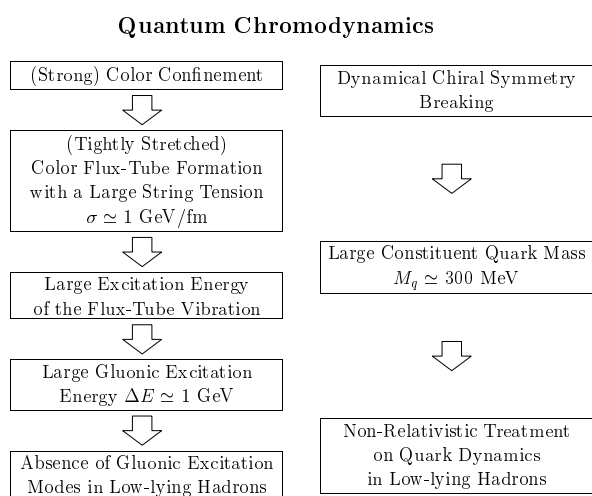 Quantum Chromodynamics
(Strong) Color Confinement
(Tightly Stretched)
Color Flux-Tube Formation
with a Large String Tension
σ ≃ 1 GeV/fm
Large Excitation Energy
of the Flux-Tube Vibration
Large Gluonic Excitation
Energy ΔE ≃ 1 GeV
Absence of Gluonic Excitation
Modes in Low-lying Hadrons
Dynamical Chiral Symmetry
Breaking
Large Constituent Quark Mass
M_q ≃ 300 MeV
Non-Relativistic Treatment
on Quark Dynamics
in Low-lying Hadrons